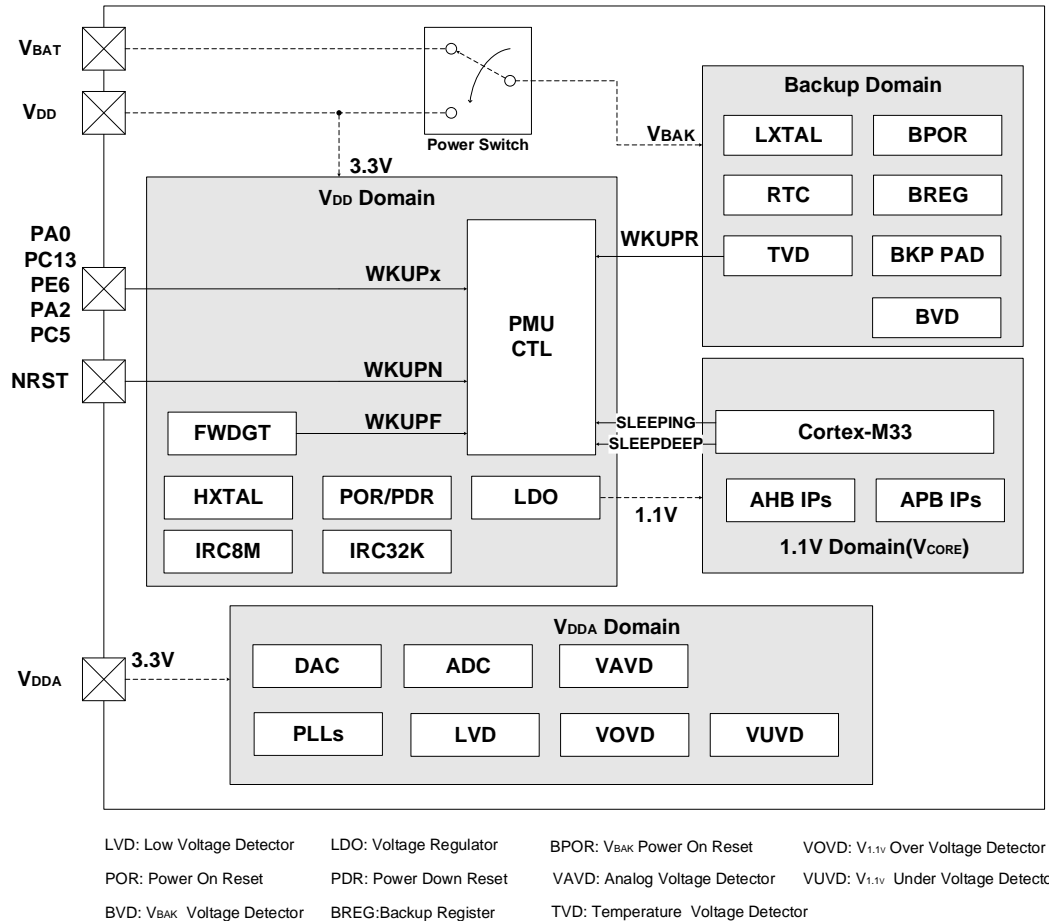 VBAT
VDD
Power Switch
3.3V
VBAK
Backup Domain
LXTAL
BPOR
RTC
BREG
TVD
BKP PAD
BVD
WKUPR
VDD Domain
PA0
PC13
PE6
PA2
PC5
WKUPx
PMU
CTL
NRST
WKUPN
FWDGT
WKUPF
HXTAL
POR/PDR
LDO
IRC8M
IRC32K
SLEEPING
SLEEPDEEP
Cortex-M33
1.1V
AHB IPs
APB IPs
1.1V Domain(VCORE)
VDDA
3.3V
VDDA Domain
DAC
ADC
VAVD
PLLs
LVD
VOVD
VUVD
LVD: Low Voltage Detector LDO: Voltage Regulator BPOR: VBAK Power On Reset VOVD: V1.1V Over Voltage Detector
POR: Power On Reset PDR: Power Down Reset VAVD: Analog Voltage Detector VUVD: V1.1V Under Voltage Detecto
BVD: VBAK Voltage Detector BREG:Backup Register TVD: Temperature Voltage Detector